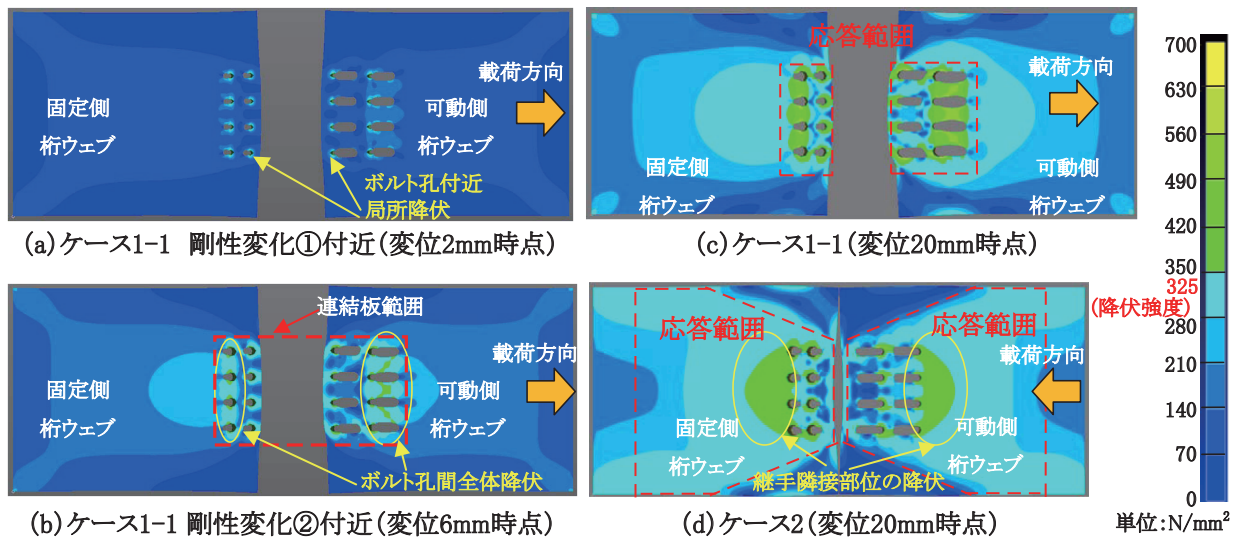 固定側
桁ウェブ
載荷方向
可動側
桁ウェブ
ボルト孔付近
局所降伏
(a)ケース1-1 剛性変化①付近(変位2mm時点)
応答範囲
載荷方向
固定側
桁ウェブ
可動側
桁ウェブ
(c)ケース1-1(変位20mm時点)
連結板範囲
載荷方向
固定側
桁ウェブ
可動側
桁ウェブ
ボルト孔間全体降伏
(b)ケース1-1 剛性変化②付近(変位6mm時点)
応答範囲
応答範囲
載荷方向
固定側
桁ウェブ
可動側
桁ウェブ
継手隣接部位の降伏
(d)ケース2(変位20mm時点)
700
630
560
490
420
350
325
(降伏強度)
280
210
140
70
0
単位:N/mm²